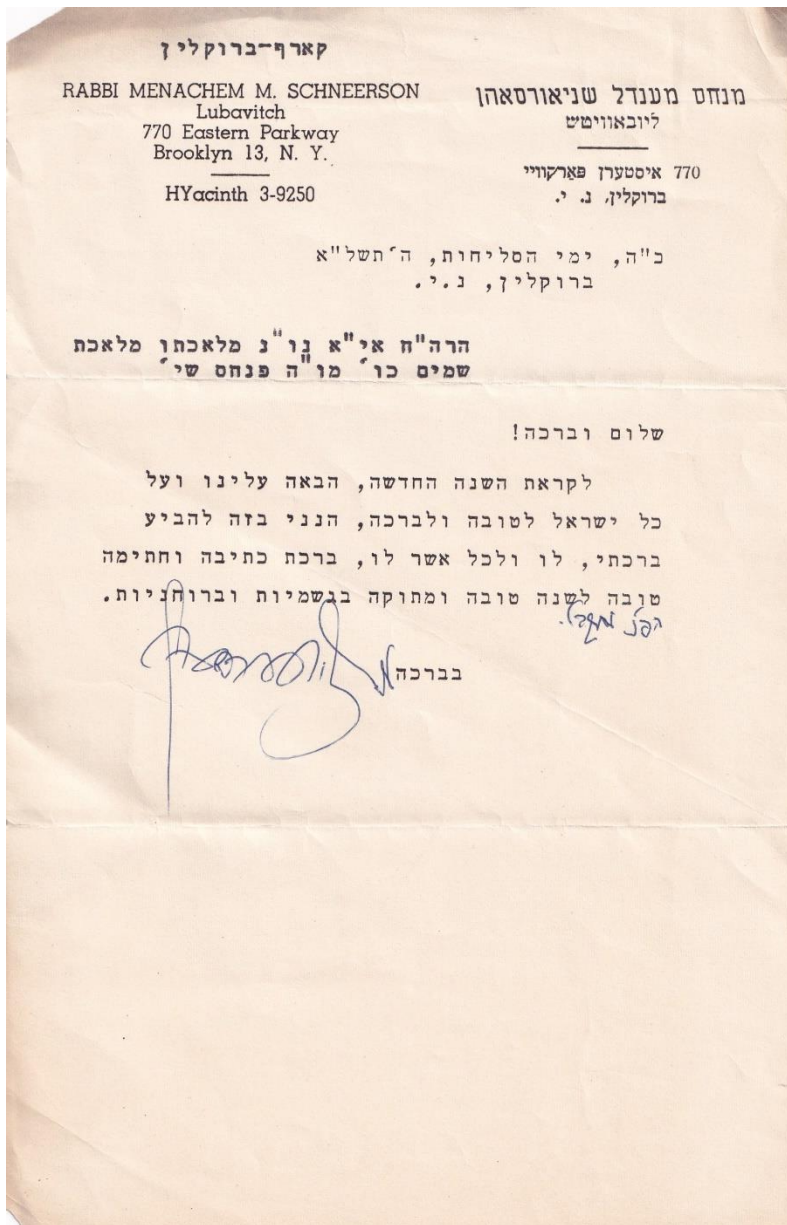 קארף-ברוקלין
RABBI MENACHEM M. SCHNEERSON
Lubavitch
770 Eastern Parkway
Brooklyn 13, N. Y.
HYacinth 3-9250
מנחם מענדל שניאורסאהן
ליובאוויטש
770 איסטערן פארקוויי
ברוקלין, נ. י.
כ"ה, ימי הסליחות, ה'תשל"א
ברוקלין, נ.י.
הרה"ח אי"א נו"נ מלאכתו מלאכת
שמים כו' מו"ה פנחס שי'
שלום וברכה!
לקראת השנה החדשה, הבאה עלינו ועל
כל ישראל לטובה ולברכה, הנני בזה להביע
ברכתי, לו ולכל אשר לו, ברכת כתיבה וחתימה
טובה לשנה טובה ומתוקה בגשמיות וברוחניות.
בברכה